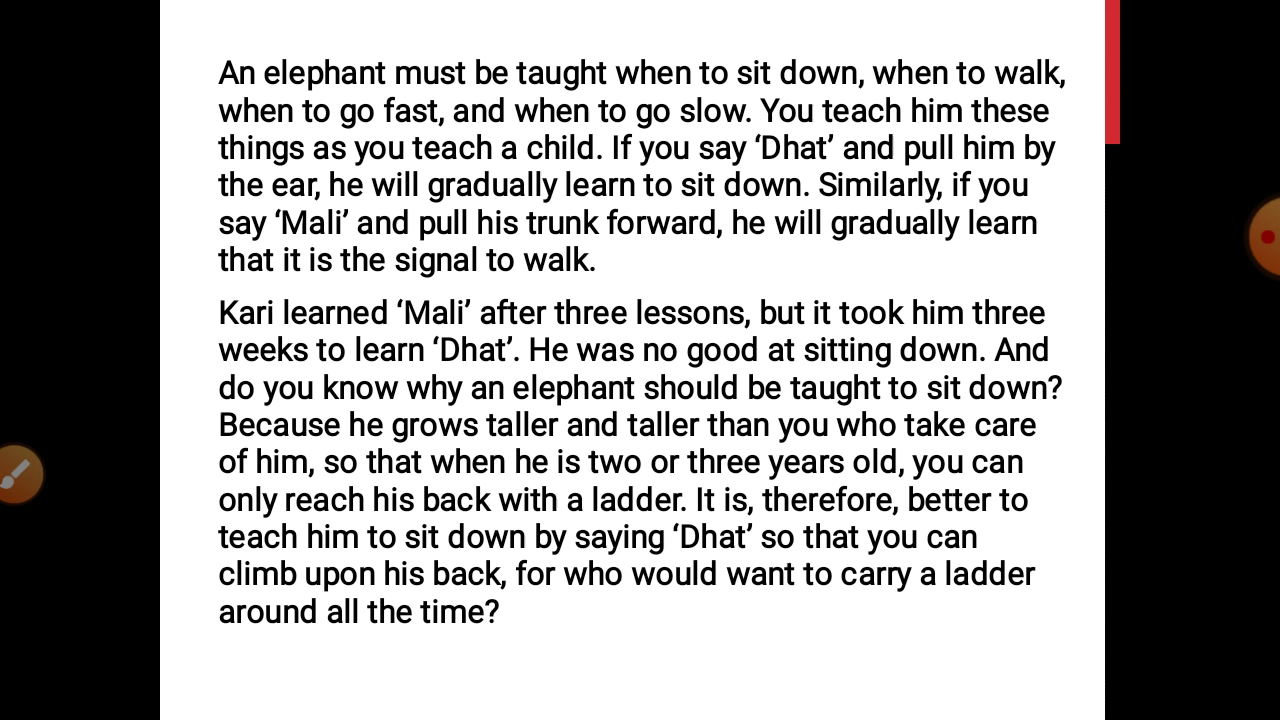 An elephant must be taught when to sit down, when to walk,
when to go fast, and when to go slow. You teach him these
things as you teach a child. If you say ‘Dhat’ and pull him by
the ear, he will gradually learn to sit down. Similarly, if you
say ‘Mali’ and pull his trunk forward, he will gradually learn
that it is the signal to walk.
Kari learned ‘Mali’ after three lessons, but it took him three
weeks to learn ‘Dhat’. He was no good at sitting down. And
do you know why an elephant should be taught to sit down?
Because he grows taller and taller than you who take care
of him, so that when he is two or three years old, you can
only reach his back with a ladder. It is, therefore, better to
teach him to sit down by saying ‘Dhat’ so that you can
climb upon his back, for who would want to carry a ladder
around all the time?